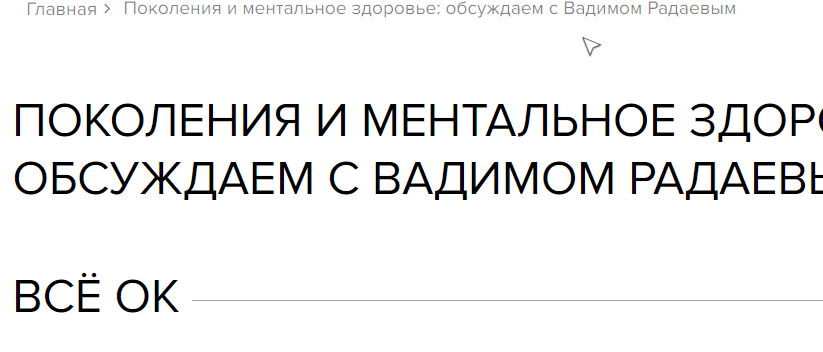 Главная > Поколения и ментальное здоровье: обсуждаем с Вадимом Радаевым
ПОКОЛЕНИЯ И МЕНТАЛЬНОЕ
ОБСУЖДАЕМ С ВАДИМОМ
ВСЁ ОК